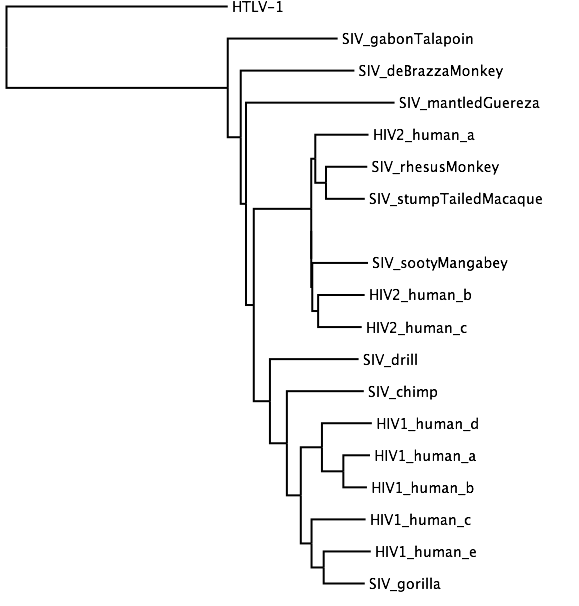 HTLV-1
SIV_gabonTalapoin
SIV_deBrazzaMonkey
SIV_mantledGuereza
HIV2_human_a
SIV_rhesusMonkey
SIV_stumpTailedMacaque
SIV_sootyMangabey
HIV2_human_b
HIV2_human_c
SIV_drill
SIV_chimp
HIV1_human_d
HIV1_human_a
HIV1_human_b
HIV1_human_c
HIV1_human_e
SIV_gorilla